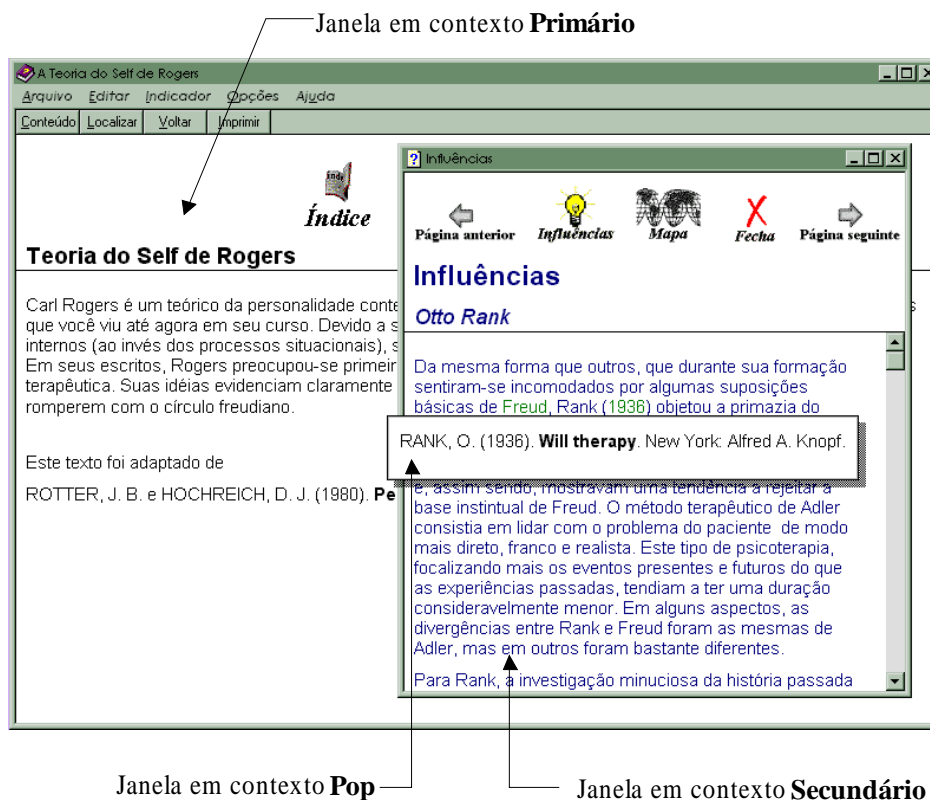 Janela em contexto Primário
A Teoria do Self de Rogers
Arquivo Editar Indicador Opções Ajuda
Conteúdo Localizar Voltar Imprimir
Índice
Teoria do Self de Rogers
Carl Rogers é um teórico da personalidade conte
que você viu até agora em seu curso. Devido a s
internos (ao invés dos processos situacionais), s
Em seus escritos, Rogers preocupou-se primeir
terapêutica. Suas idéias evidenciam claramente
romperem com o círculo freudiano.
Este texto foi adaptado de
ROTTER, J. B. e HOCHREICH, D. J. (1980). Pe
Influências
Página anterior Influências Mapa Fecha Página seguinte
Influências
Otto Rank
Da mesma forma que outros, que durante sua formação
sentiram-se incomodados por algumas suposições
básicas de Freud, Rank (1936) objetou a primazia do
RANK, O. (1936). Will therapy. New York: Alfred A. Knopf.
e, assim sendo, mostravam uma tendência a rejeitar a
base instintual de Freud. O método terapêutico de Adler
consistia em lidar com o problema do paciente de modo
mais direto, franco e realista. Este tipo de psicoterapia,
focalizando mais os eventos presentes e futuros do que
as experiências passadas, tendiam a ter uma duração
consideravelmente menor. Em alguns aspectos, as
divergências entre Rank e Freud foram as mesmas de
Adler, mas em outros foram bastante diferentes.
Para Rank, a investigação minuciosa da história passada
Janela em contexto Pop
Janela em contexto Secundário